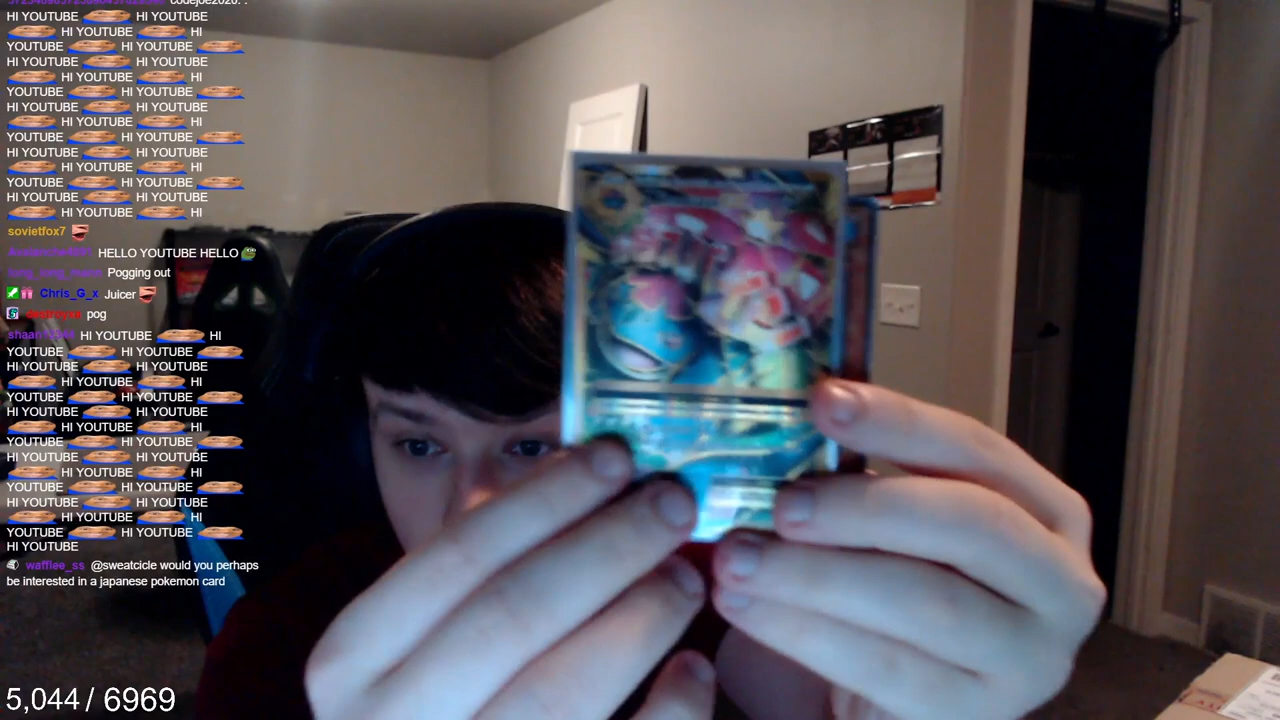 HI YOUTUBE HI YOUTUBE
HI YOUTUBE HI
YOUTUBE HI YOUTUBE
HI YOUTUBE HI YOUTUBE
HI YOUTUBE HI
YOUTUBE HI YOUTUBE
HI YOUTUBE HI YOUTUBE
HI YOUTUBE HI
YOUTUBE HI YOUTUBE
HI YOUTUBE HI YOUTUBE
HI YOUTUBE HI
YOUTUBE HI YOUTUBE
HI YOUTUBE HI YOUTUBE
HI YOUTUBE HI
sovietfox7
HELLO YOUTUBE HELLO
Pogging out
Chris_G_x Juicer
pog
HI YOUTUBE HI
YOUTUBE HI YOUTUBE
HI YOUTUBE HI YOUTUBE
HI YOUTUBE HI
YOUTUBE HI YOUTUBE
HI YOUTUBE HI YOUTUBE
HI YOUTUBE HI
YOUTUBE HI YOUTUBE
HI YOUTUBE HI YOUTUBE
HI YOUTUBE HI
YOUTUBE HI YOUTUBE
HI YOUTUBE HI YOUTUBE
HI YOUTUBE HI
YOUTUBE HI YOUTUBE
HI YOUTUBE
wafflee_ss @sweatcicle would you perhaps
be interested in a japanese pokemon card
5,044 / 6969